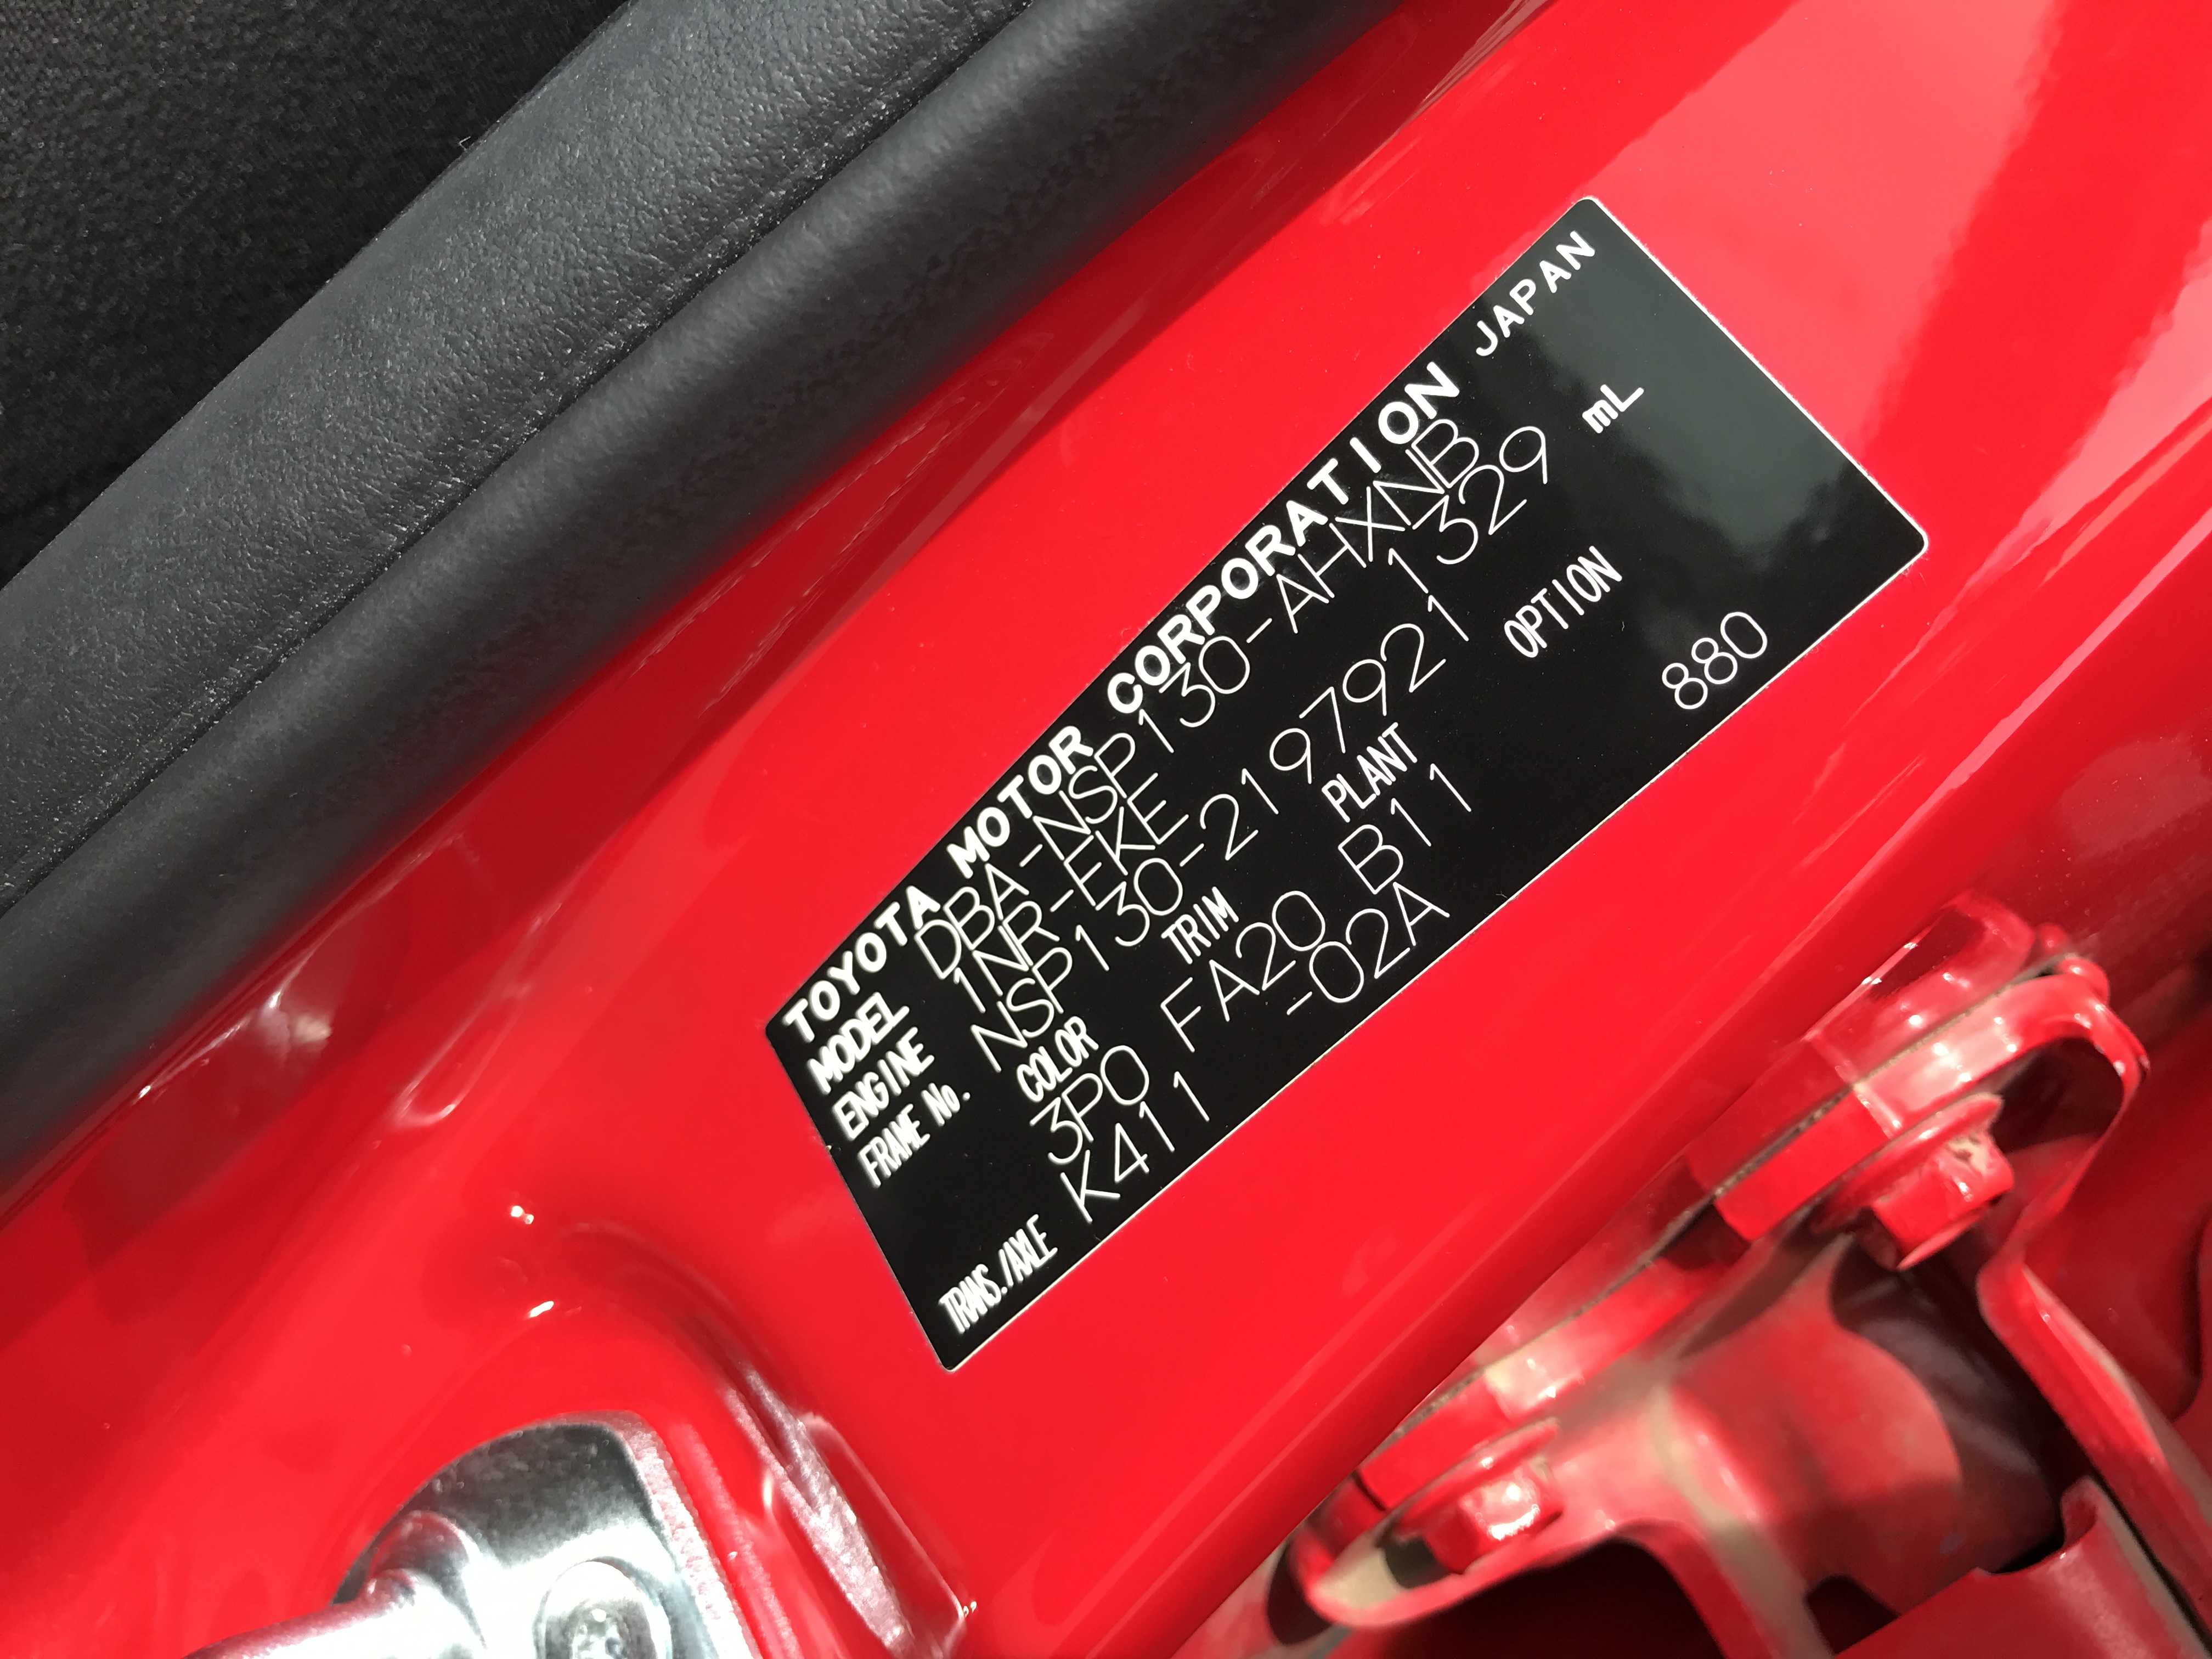 TOYOTA MOTOR CORPORATION JAPAN
MODEL DBA-NSP130-AHXNB
ENGINE 1NR-FKE 1329 mL
FRAME No. NSP130-2197921
COLOR TRIM PLANT OPTION
3P0 FA20 B11 880
TRANS./AXLE K411 -02A